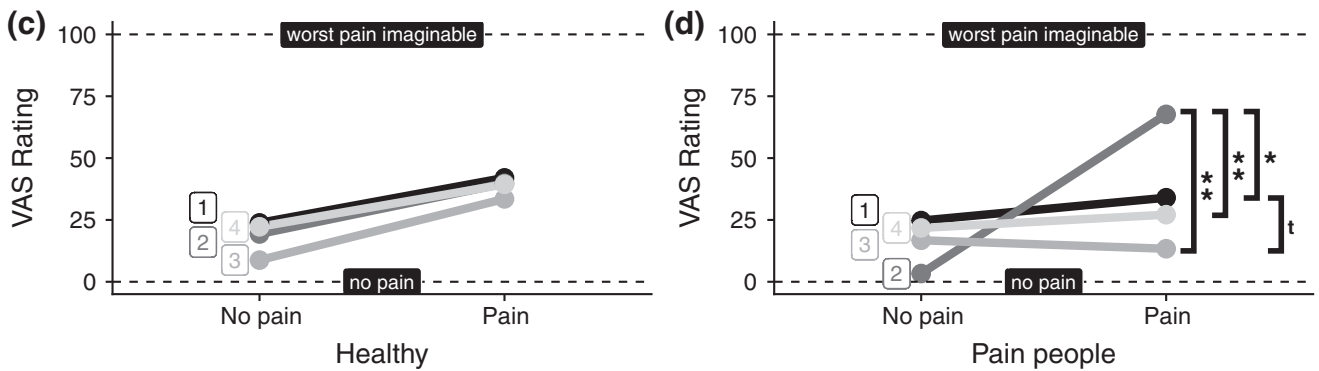 (c)
VAS Rating
100
75
50
25
0
worst pain imaginable
no pain
1
4
2
3
No pain
Pain
Healthy
(d)
VAS Rating
100
75
50
25
0
worst pain imaginable
no pain
1
4
3
2
**
**
*
t
No pain
Pain
Pain people